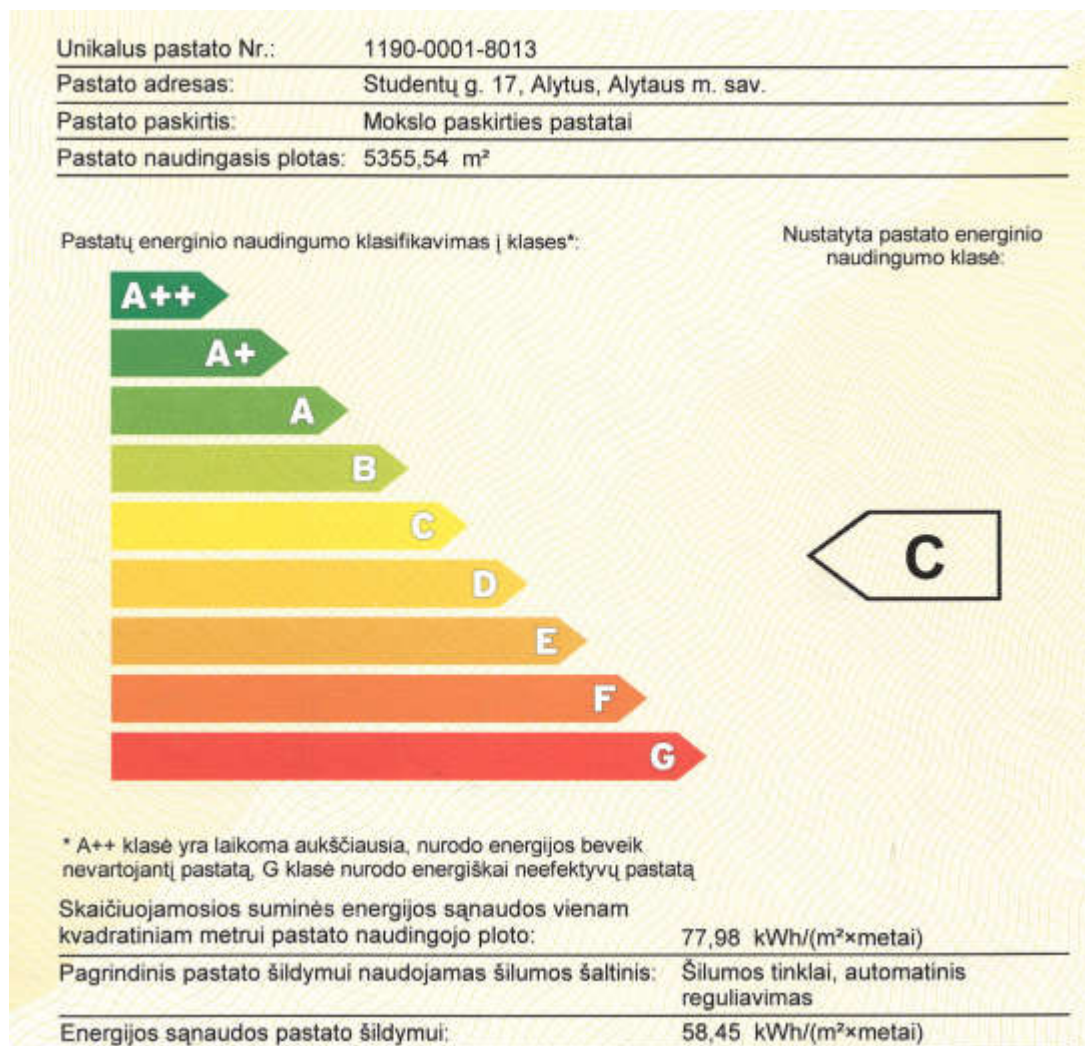 Unikalus pastato Nr.: 1190-0001-8013
Pastato adresas: Studentų g. 17, Alytus, Alytaus m. sav.
Pastato paskirtis: Mokslo paskirties pastatai
Pastato naudingasis plotas: 5355,54 m²
Pastatų energinio naudingumo klasifikavimas į klases*:
Nustatyta pastato energinio
naudingumo klasė:
A++
A+
A
B
C
C
D
E
F
G
* A++ klasė yra laikoma aukščiausia, nurodo energijos beveik
nevartojantį pastatą, G klasė nurodo energiškai neefektyvų pastatą
Skaičiuojamosios suminės energijos sąnaudos vienam
kvadratiniam metrui pastato naudingojo ploto: 77,98 kWh/(m²×metai)
Pagrindinis pastato šildymui naudojamas šilumos šaltinis: Šilumos tinklai, automatinis
reguliavimas
Energijos sąnaudos pastato šildymui: 58,45 kWh/(m²×metai)